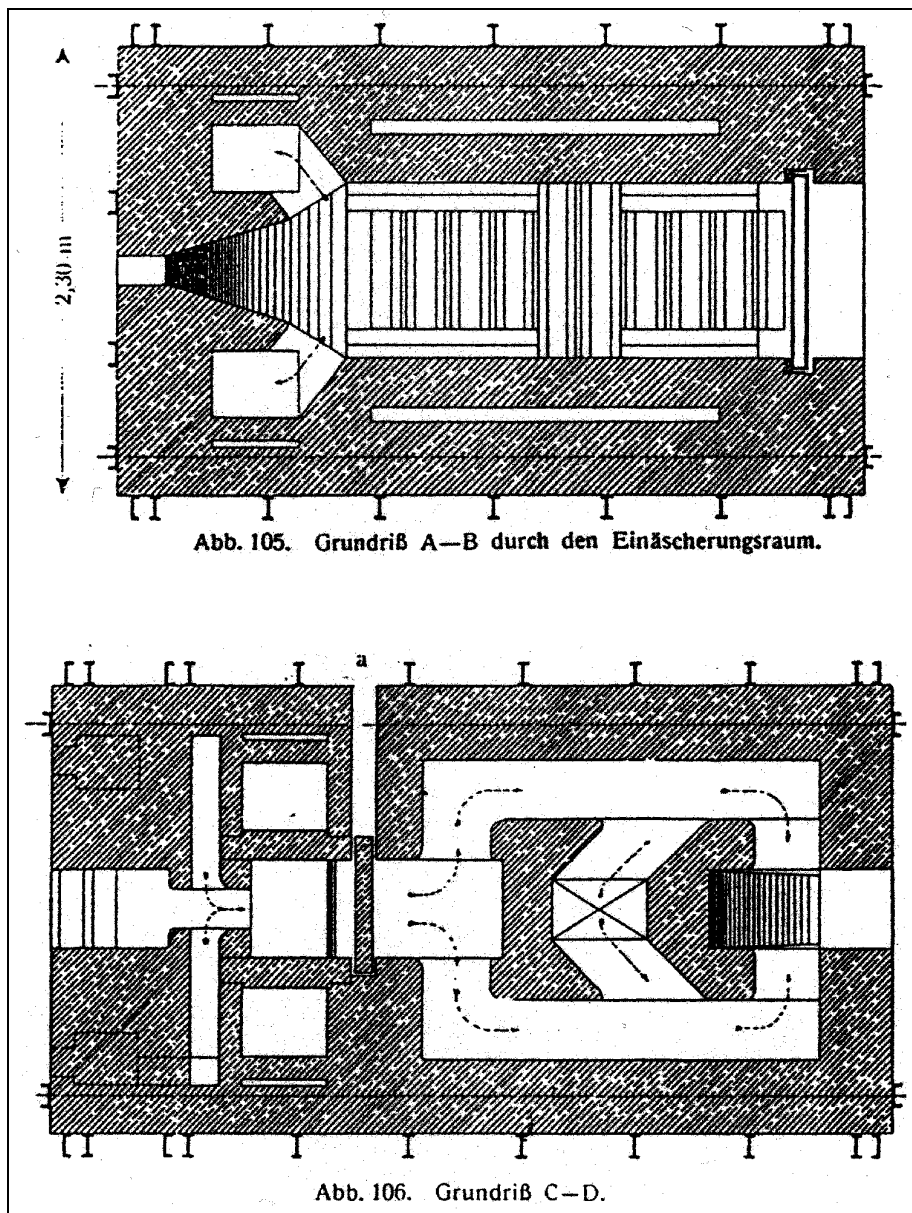 2,30 m
Abb. 105. Grundriß A—B durch den Einäscherungsraum.
a
Abb. 106. Grundriß C—D.